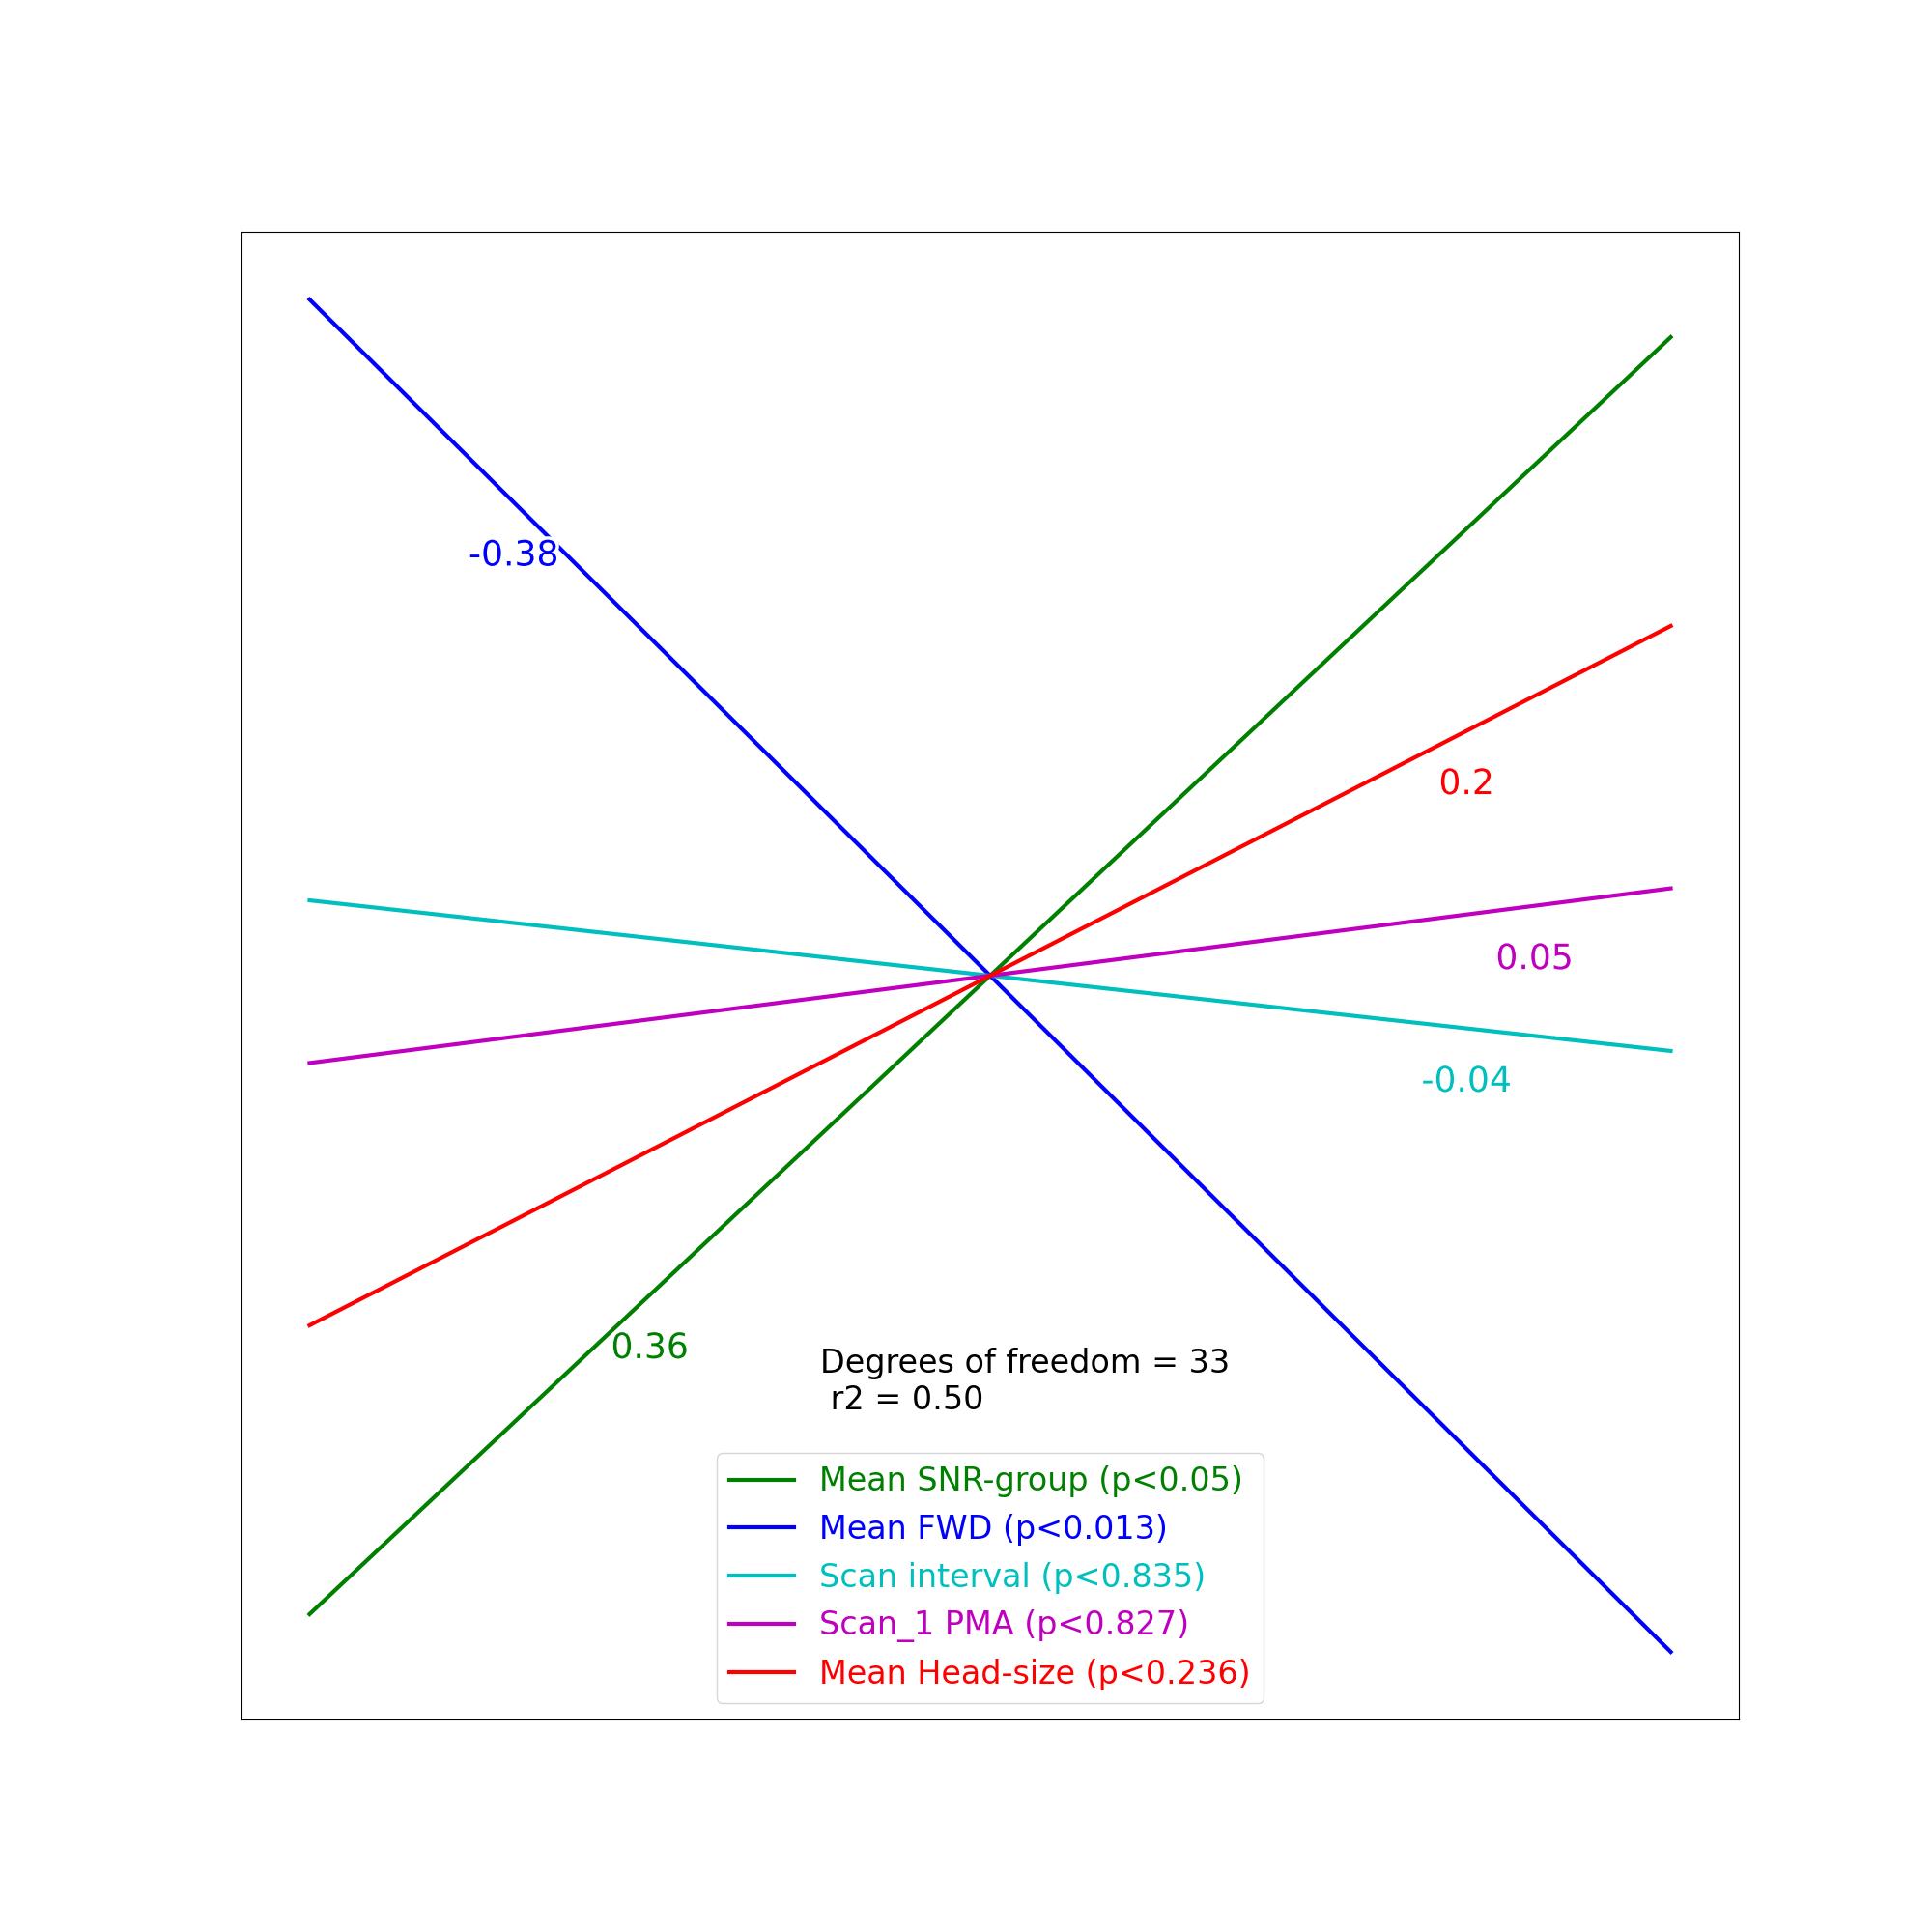 -0.38
0.2
0.05
-0.04
0.36
Degrees of freedom = 33
r2 = 0.50
Mean SNR-group (p<0.05)
Mean FWD (p<0.013)
Scan interval (p<0.835)
Scan_1 PMA (p<0.827)
Mean Head-size (p<0.236)